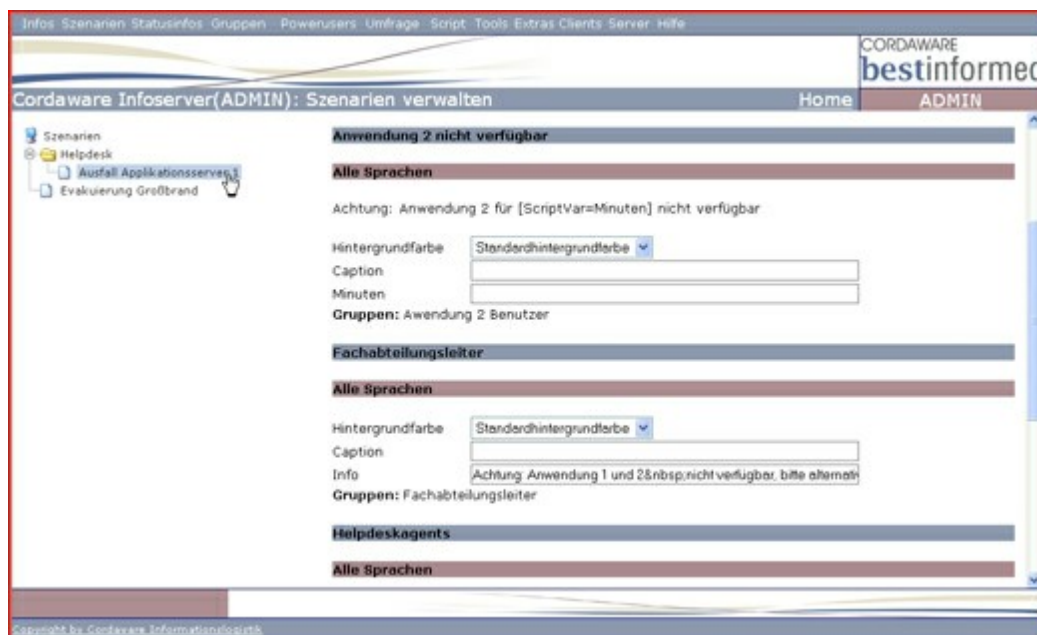 Infos Szenarien Statusinfos Gruppen Powerusers Umfrage Script Tools Extras Clients Server Hilfe
CORDAWARE
bestinformed
Cordaware Infoserver(ADMIN): Szenarien verwalten Home ADMIN
Szenarien
Helpdesk
Ausfall Applikationsserver 1
Evakuierung Großbrand
Anwendung 2 nicht verfügbar
Alle Sprachen
Achtung: Anwendung 2 für [ScriptVar=Minuten] nicht verfügbar
Hintergrundfarbe Standardhintergrundfarbe
Caption
Minuten
Gruppen: Awendung 2 Benutzer
Fachabteilungsleiter
Alle Sprachen
Hintergrundfarbe Standardhintergrundfarbe
Caption
Info Achtung: Anwendung 1 und 2&nbsp;nicht verfügbar, bitte alternativ
Gruppen: Fachabteilungsleiter
Helpdeskagents
Alle Sprachen
Copyright by Cordaware Informationslogistik